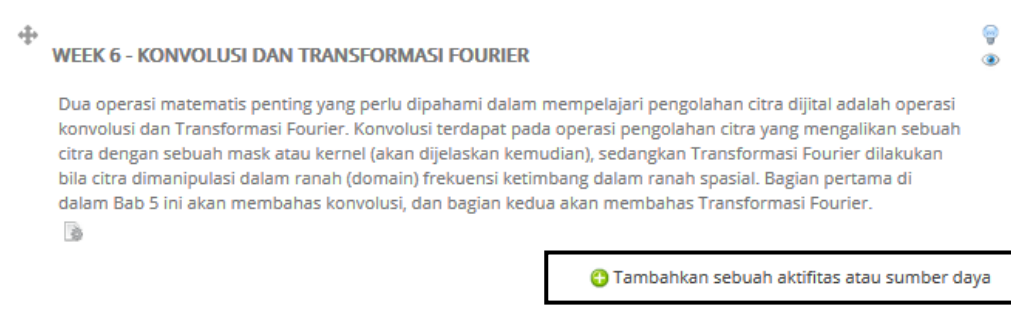 WEEK 6 - KONVOLUSI DAN TRANSFORMASI FOURIER
Dua operasi matematis penting yang perlu dipahami dalam mempelajari pengolahan citra dijital adalah operasi
konvolusi dan Transformasi Fourier. Konvolusi terdapat pada operasi pengolahan citra yang mengalikan sebuah
citra dengan sebuah mask atau kernel (akan dijelaskan kemudian), sedangkan Transformasi Fourier dilakukan
bila citra dimanipulasi dalam ranah (domain) frekuensi ketimbang dalam ranah spasial. Bagian pertama di
dalam Bab 5 ini akan membahas konvolusi, dan bagian kedua akan membahas Transformasi Fourier.
Tambahkan sebuah aktifitas atau sumber daya